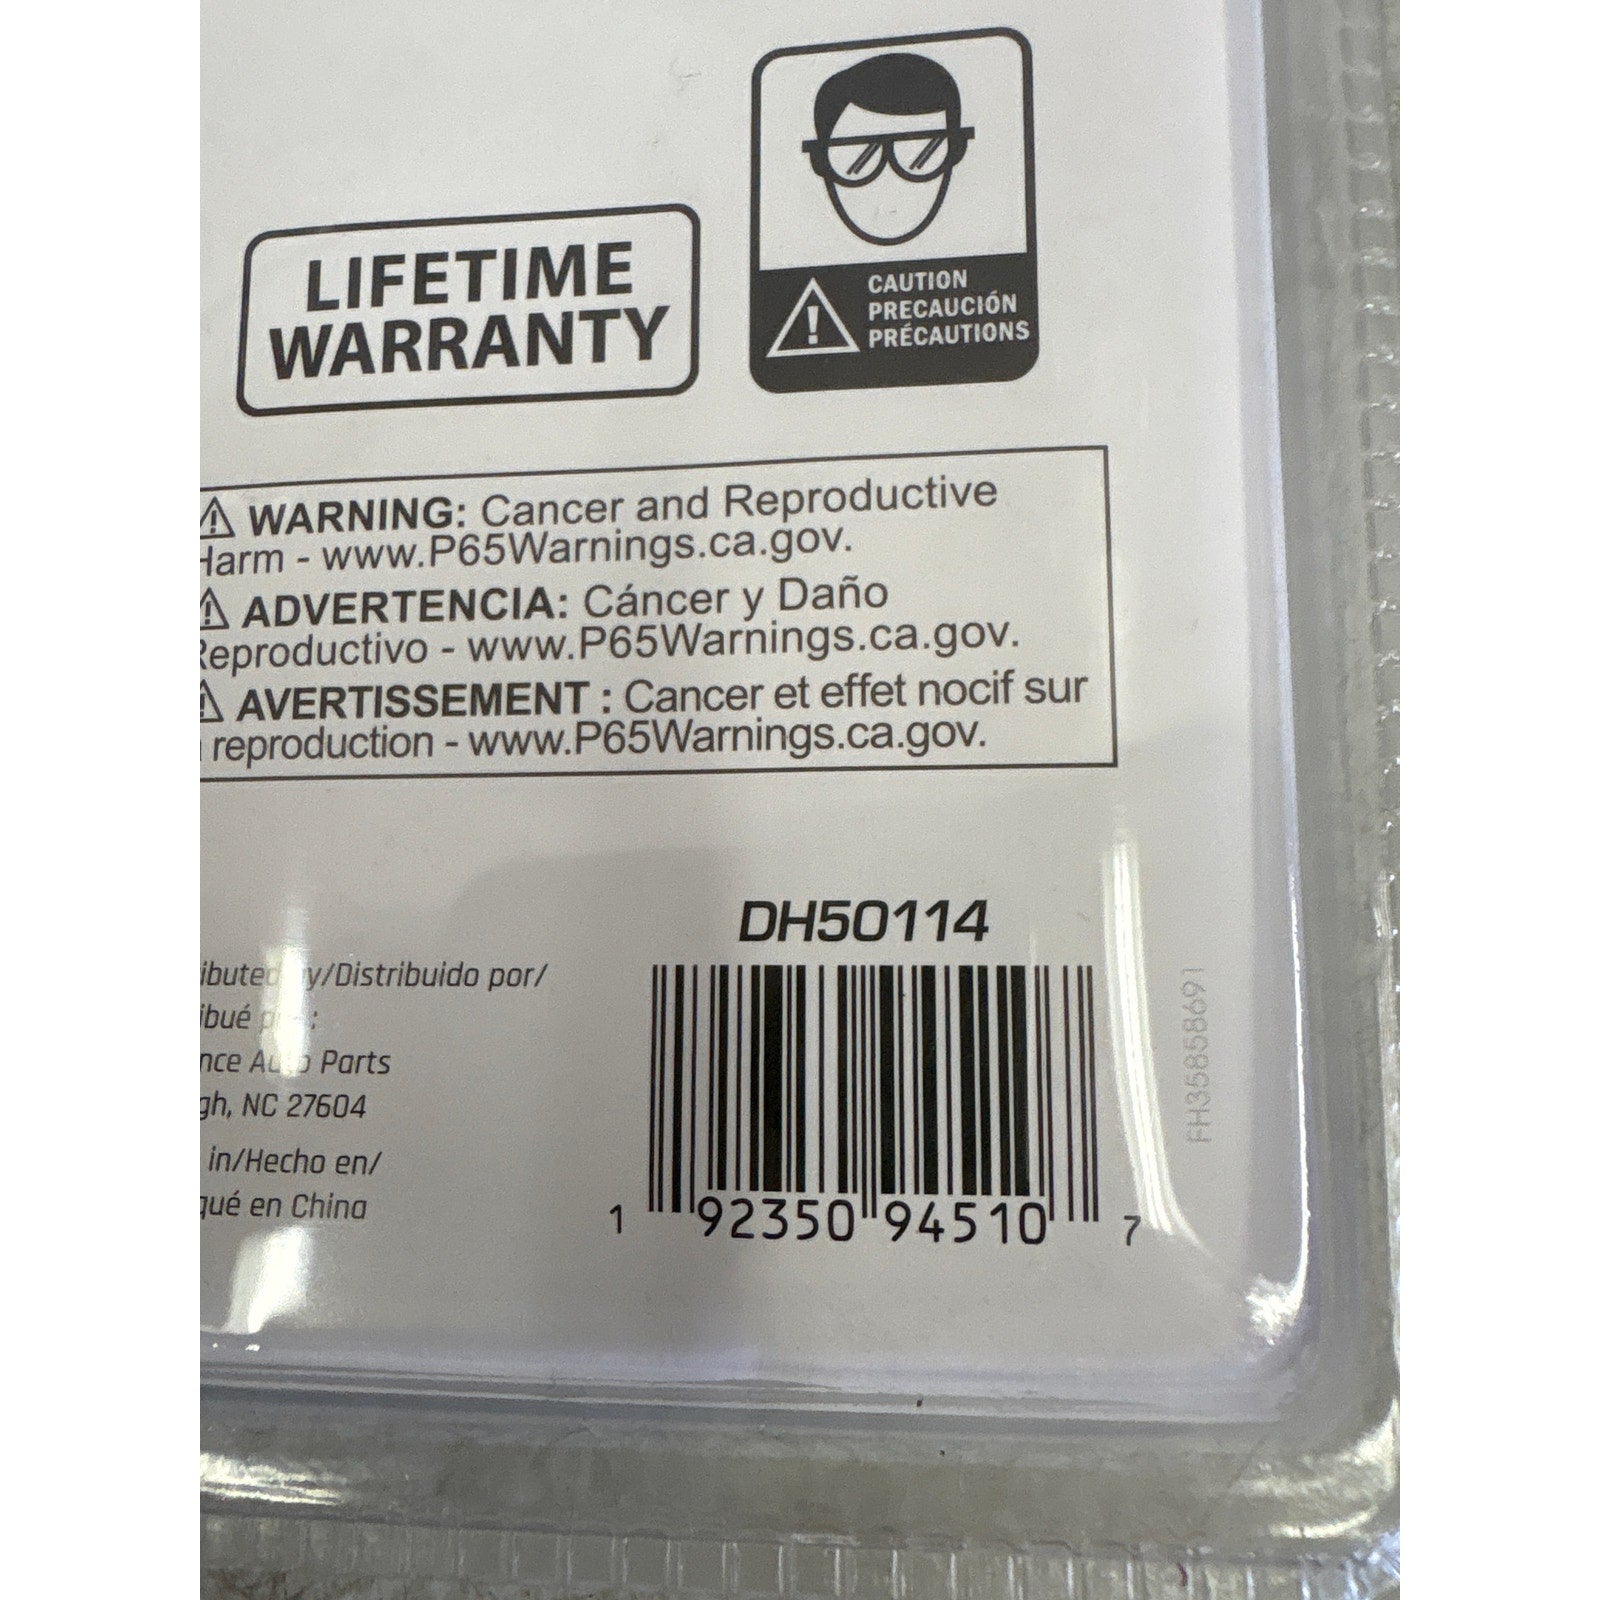 LIFETIME
WARRANTY
CAUTION
PRECAUCIÓN
PRÉCAUTIONS
WARNING: Cancer and Reproductive
Harm - www.P65Warnings.ca.gov.
ADVERTENCIA: Cáncer y Daño
Reproductivo - www.P65Warnings.ca.gov.
AVERTISSEMENT : Cancer et effet nocif sur
reproduction - www.P65Warnings.ca.gov.
DH50114
/Distribuido por/
Parts
NC 27604
in/Hecho en/
en China
1 92350 94510 7
FH35858691